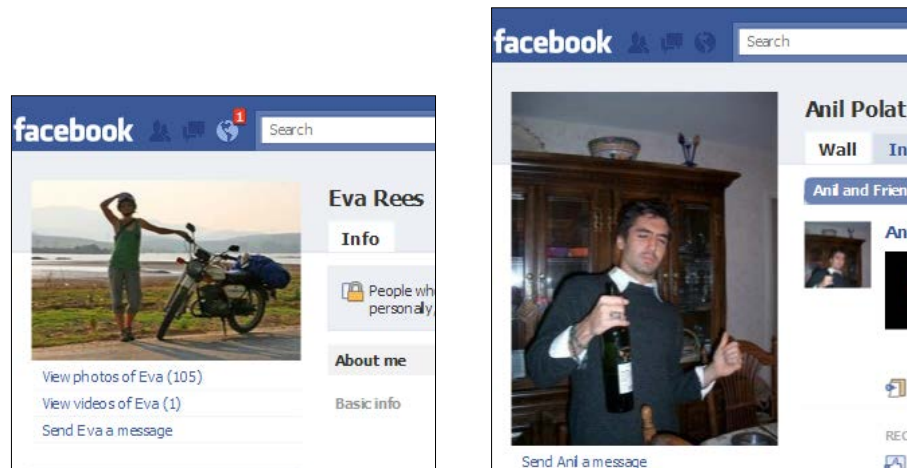 facebook
1
Search
Eva Rees
Info
People wh
personally,
About me
View photos of Eva (105)
View videos of Eva (1)
Basic info
Send Eva a message
facebook
Search
Anil Polat
Wall In
Anil and Frien
An
REC
Send Anil a message